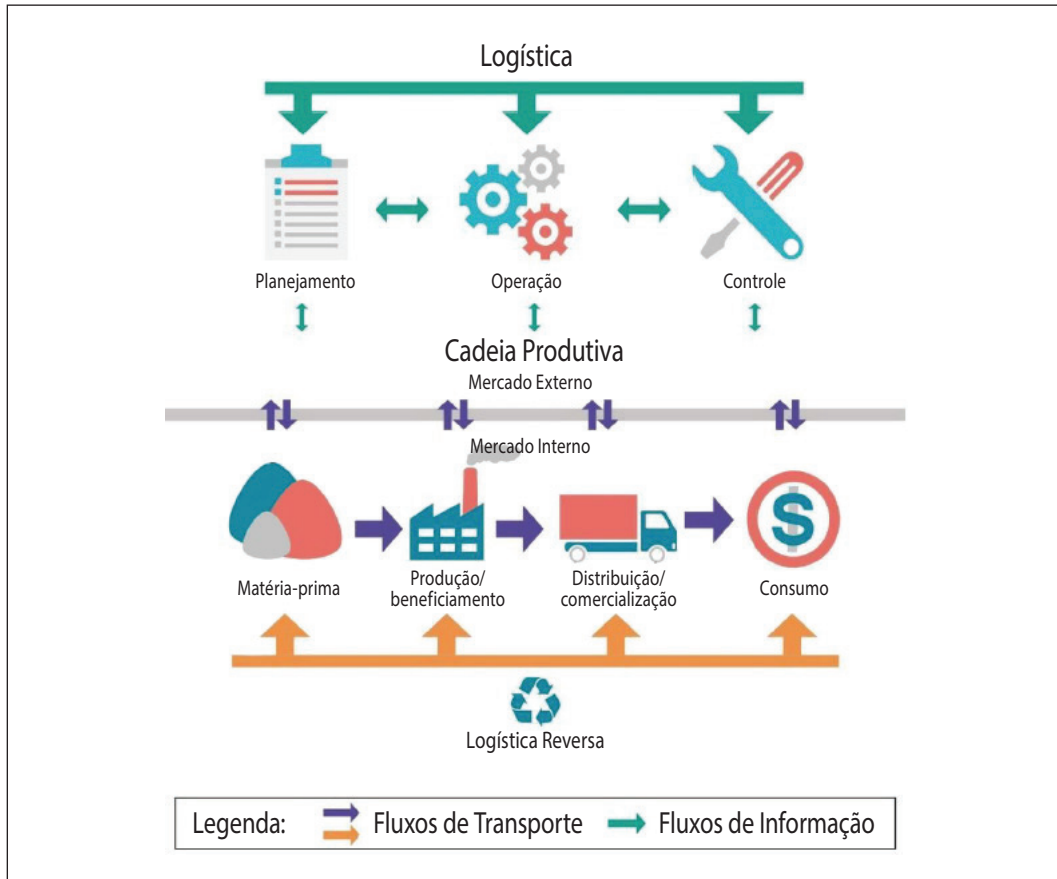 Logística
Planejamento
Operação
Controle
Cadeia Produtiva
Mercado Externo
Mercado Interno
Matéria-prima
Produção/
beneficiamento
Distribuição/
comercialização
Consumo
Logística Reversa
Legenda: Fluxos de Transporte Fluxos de Informação